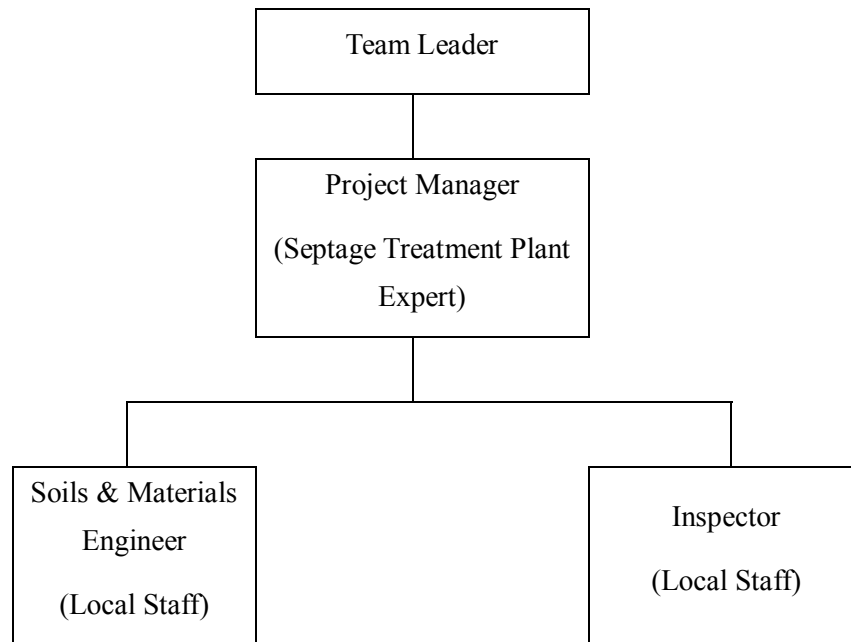 Team Leader
Project Manager
(Septage Treatment Plant
Expert)
Soils & Materials
Engineer
(Local Staff)
Inspector
(Local Staff)